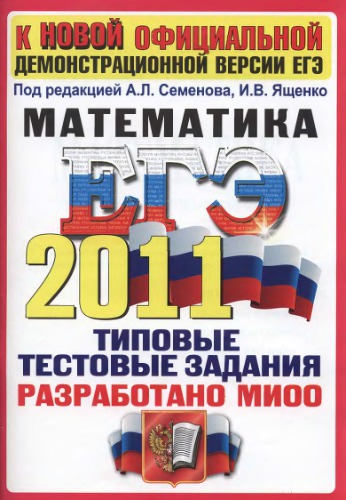 К НОВОЙ ОФИЦИАЛЬНОЙ
ДЕМОНСТРАЦИОННОЙ ВЕРСИИ ЕГЭ
Под редакцией А.Л. Семенова, И.В. Ященко
МАТЕМАТИКА
ЕГЭ
2011
ТИПОВЫЕ
ТЕСТОВЫЕ ЗАДАНИЯ
РАЗРАБОТАНО МИОО